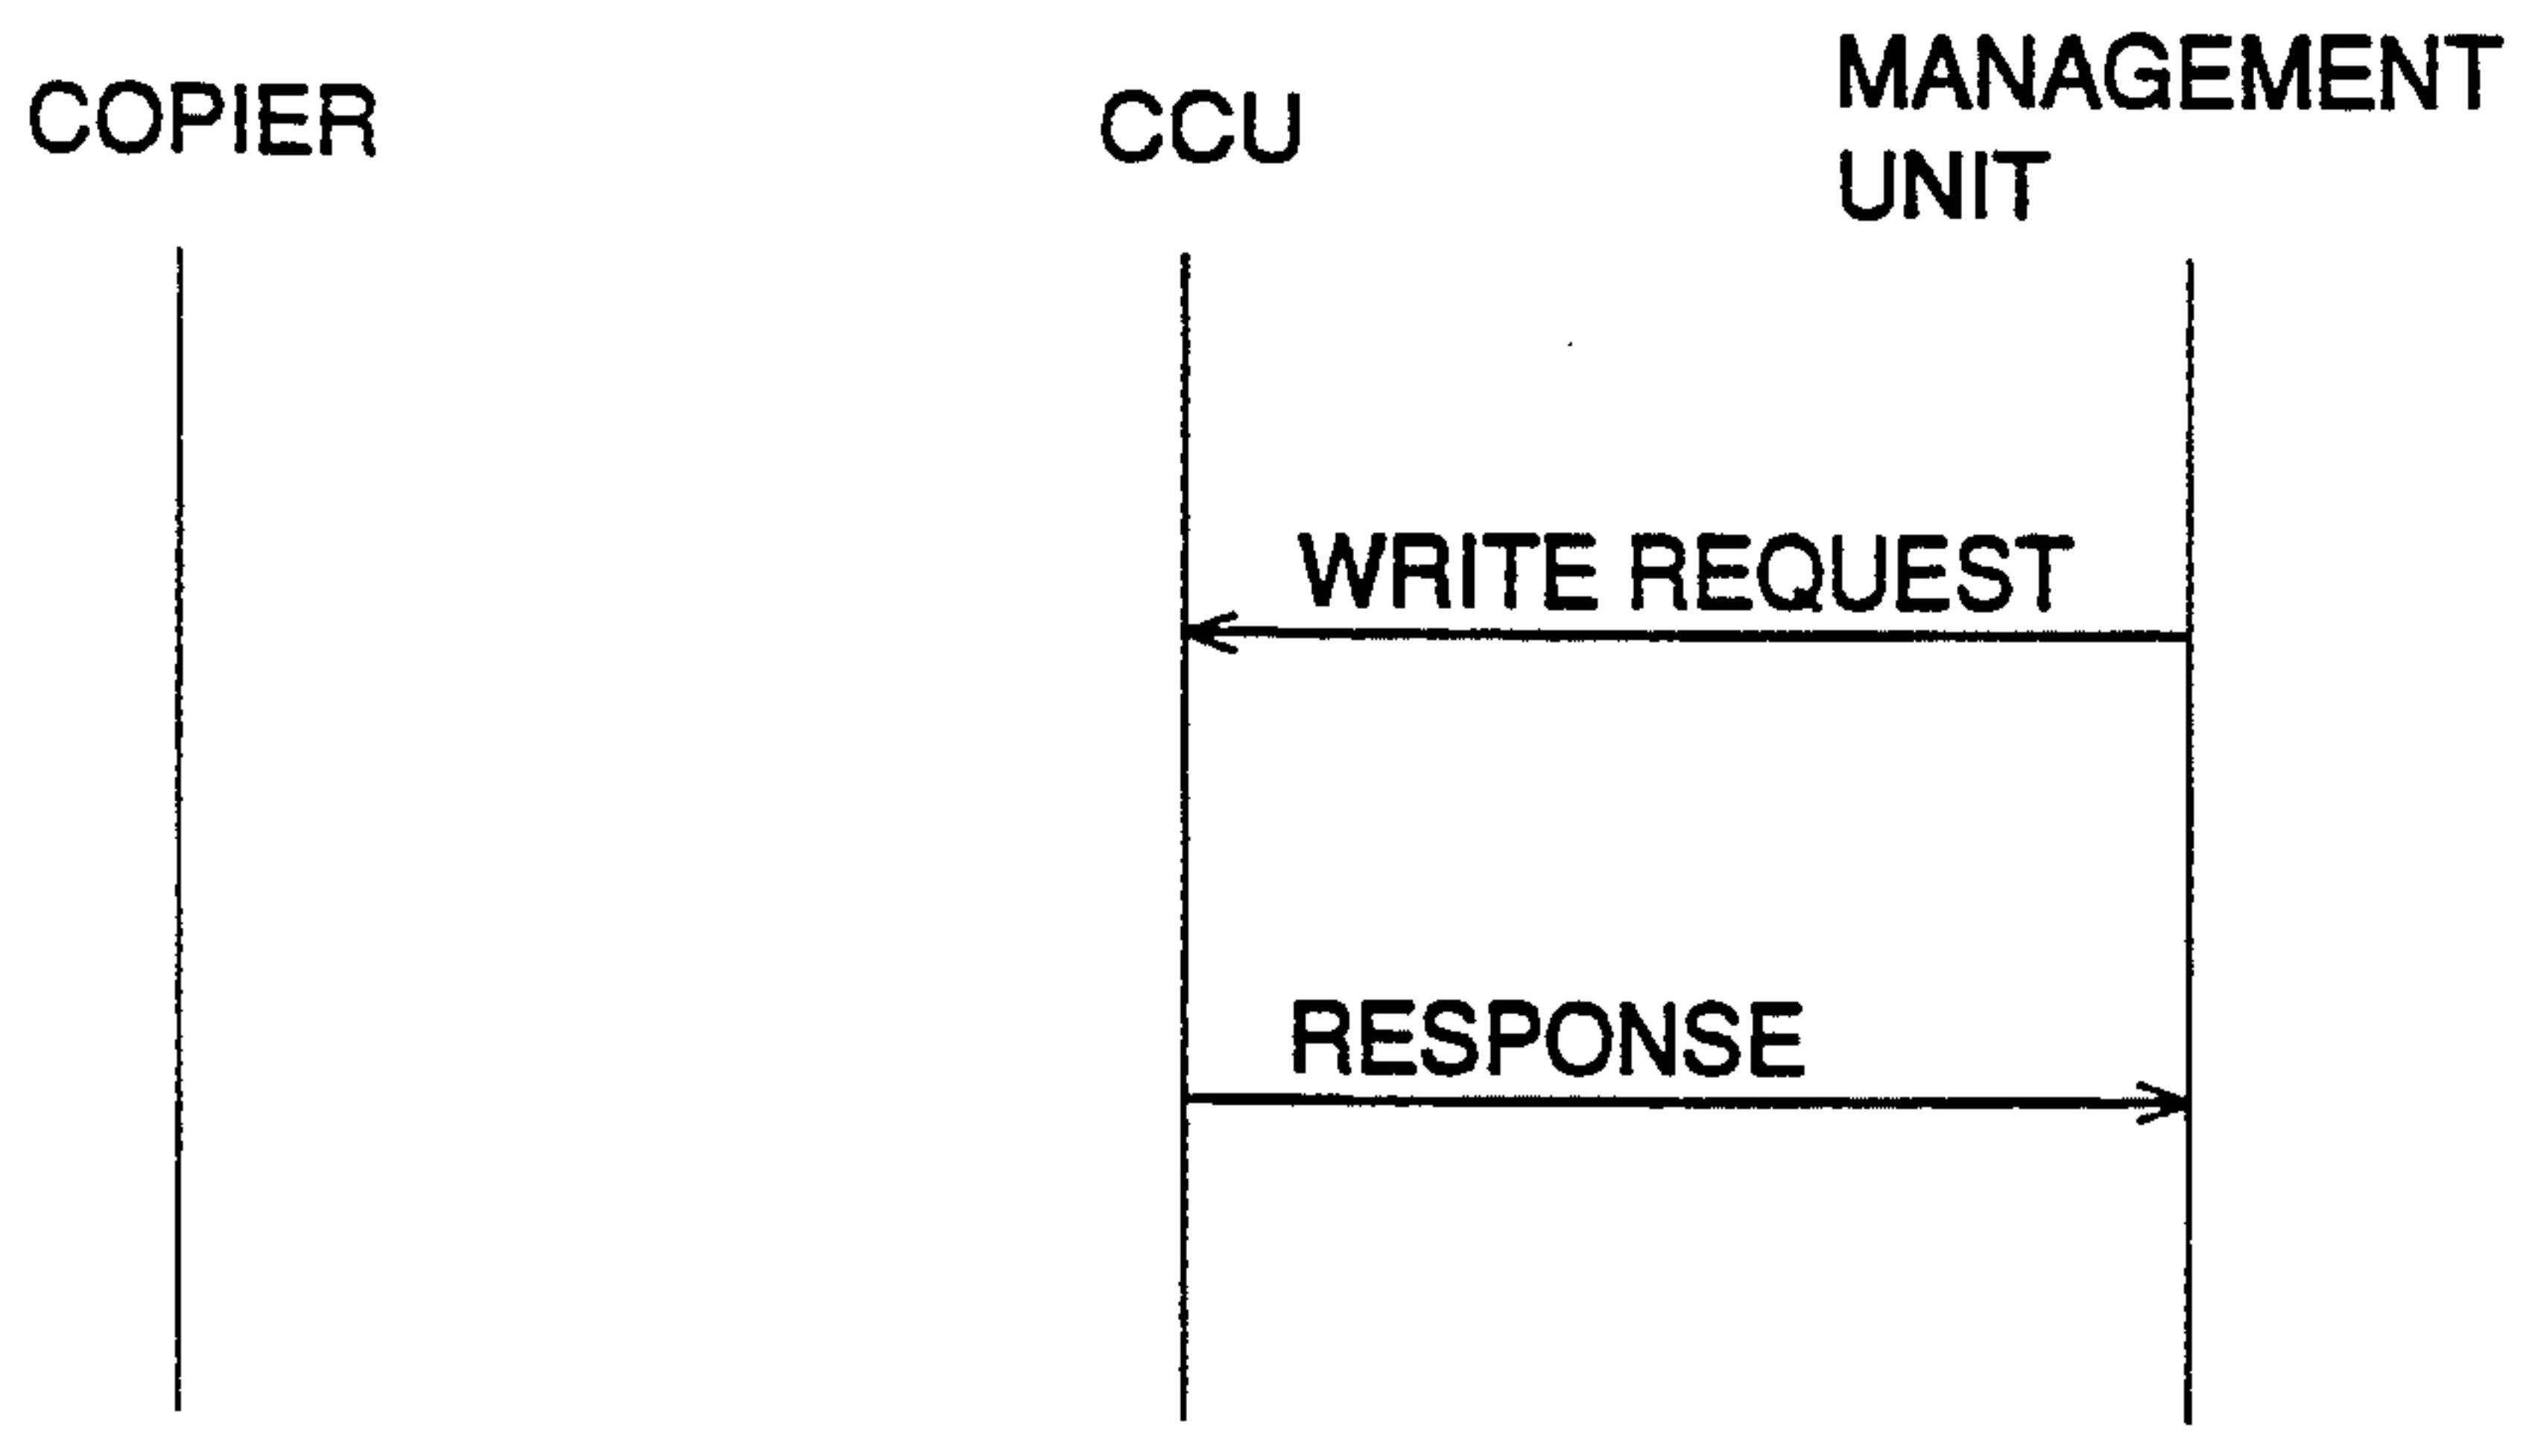 COPIER
CCU
MANAGEMENT
UNIT
WRITE REQUEST
RESPONSE